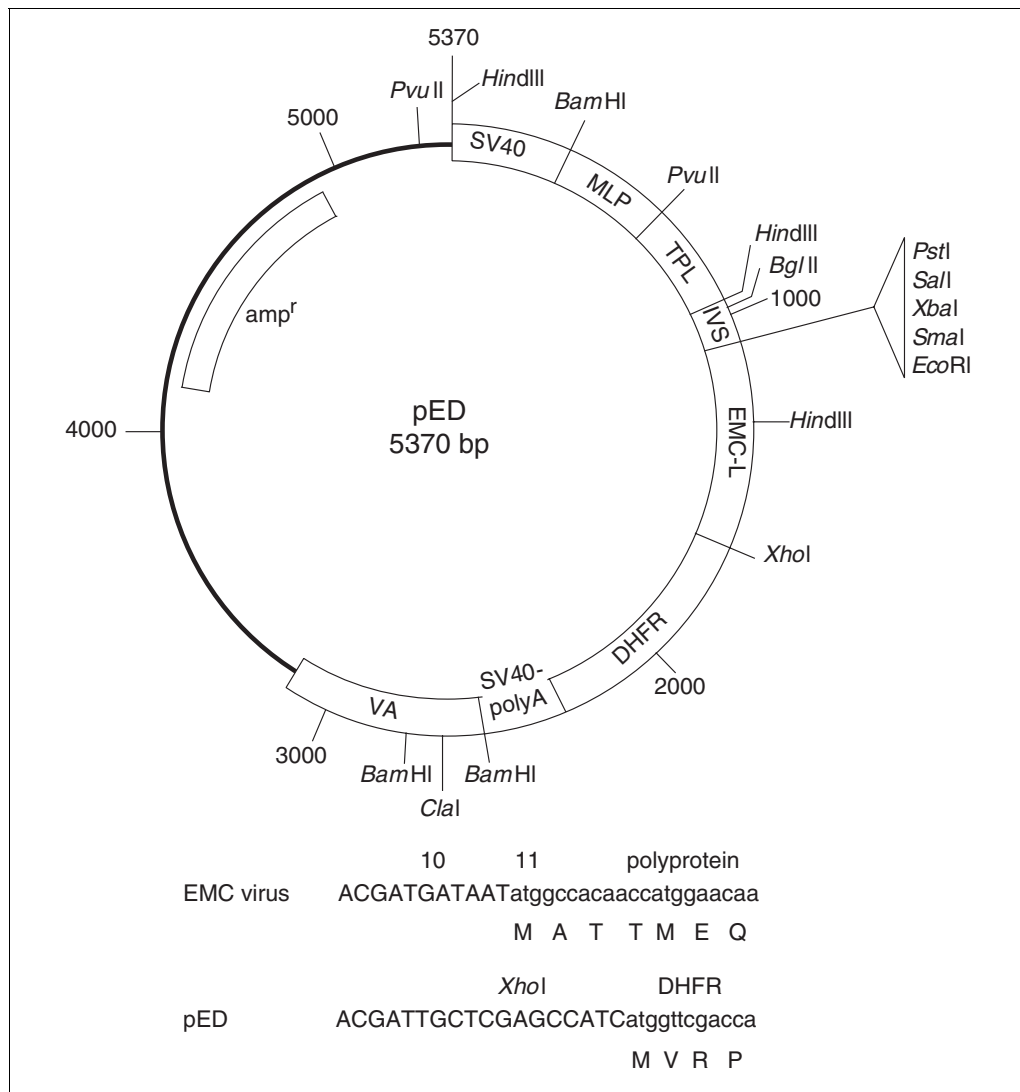 5370
HindIII
PvuII
BamHI
5000
SV40
MLP
PvuII
TPL
HindIII
BglII
1000
IVS
PstI
SalI
XbaI
SmaI
EcoRI
amp^r
pED
5370 bp
4000
EMC-L
HindIII
XhoI
DHFR
2000
SV40-
polyA
VA
3000
BamHI
BamHI
ClaI
10 11 polyprotein
EMC virus ACGATGATAATatggccacaaccatggaacaa
M A T T M E Q
XhoI DHFR
pED ACGATTGCTCGAGCCATCatggttcgacca
M V R P